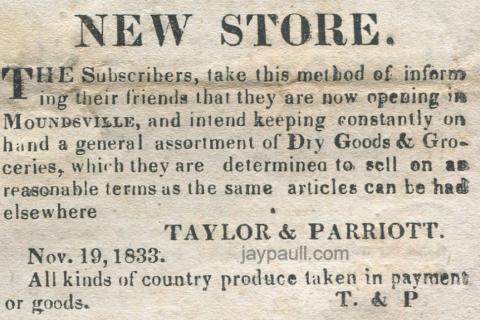 NEW STORE.
THE Subscribers, take this method of inform
ing their friends that they are now opening in
MOUNDSVILLE, and intend keeping constantly on
hand a general assortment of Dry Goods & Gro-
ceries, which they are determined to sell on as
reasonable terms as the same articles can be had
elsewhere
TAYLOR & PARRIOTT.
Nov. 19, 1833.
jaypaull.com
All kinds of country produce taken in payment
or goods. T. & P